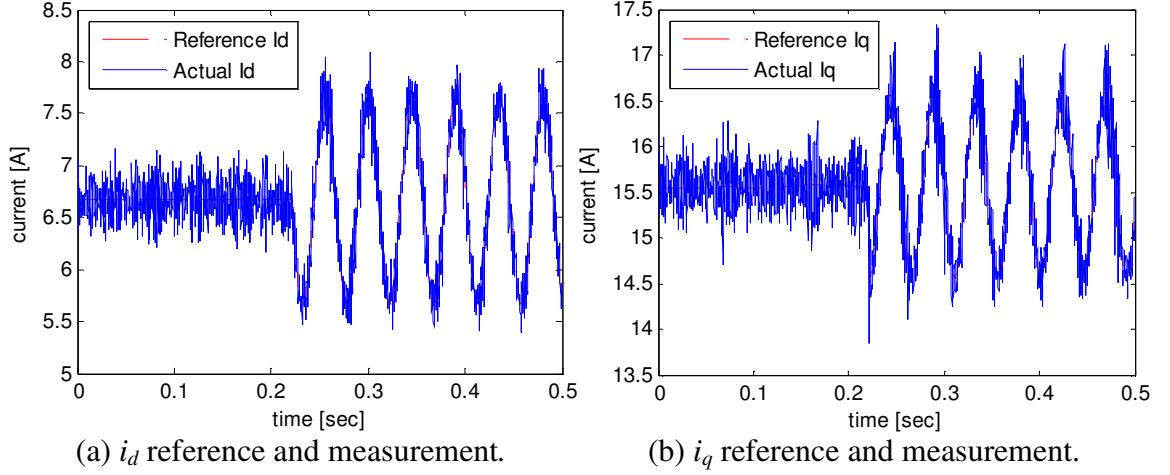 8.5
8
7.5
7
6.5
6
5.5
5
0
0.1
0.2
0.3
0.4
0.5
current [A]
time [sec]
Reference Id
Actual Id
(a) i_d reference and measurement.
17.5
17
16.5
16
15.5
15
14.5
14
13.5
0
0.1
0.2
0.3
0.4
0.5
current [A]
time [sec]
Reference Iq
Actual Iq
(b) i_q reference and measurement.